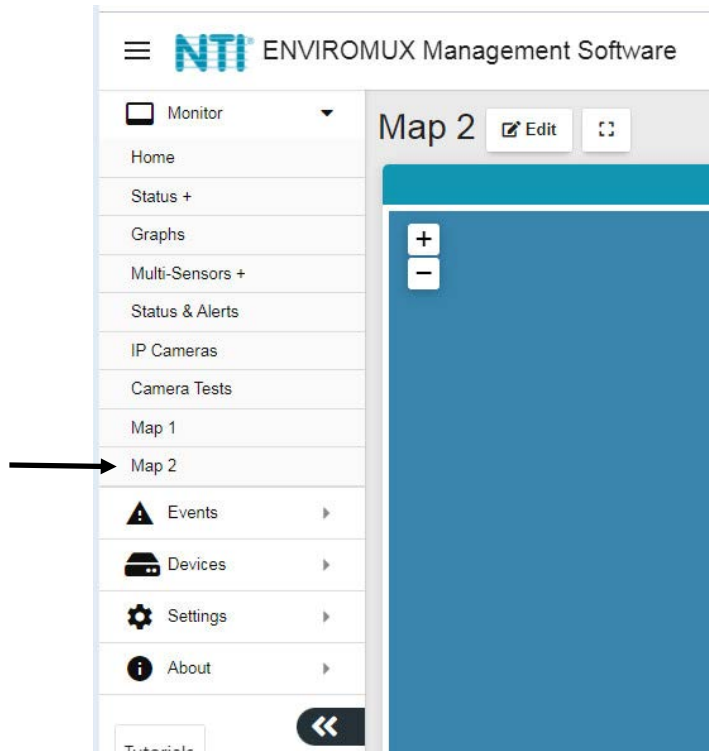 NTI ENVIROMUX Management Software
Monitor
Home
Status +
Graphs
Multi-Sensors +
Status & Alerts
IP Cameras
Camera Tests
Map 1
Map 2
Events
Devices
Settings
About
Tutorials
Map 2 Edit
+
−